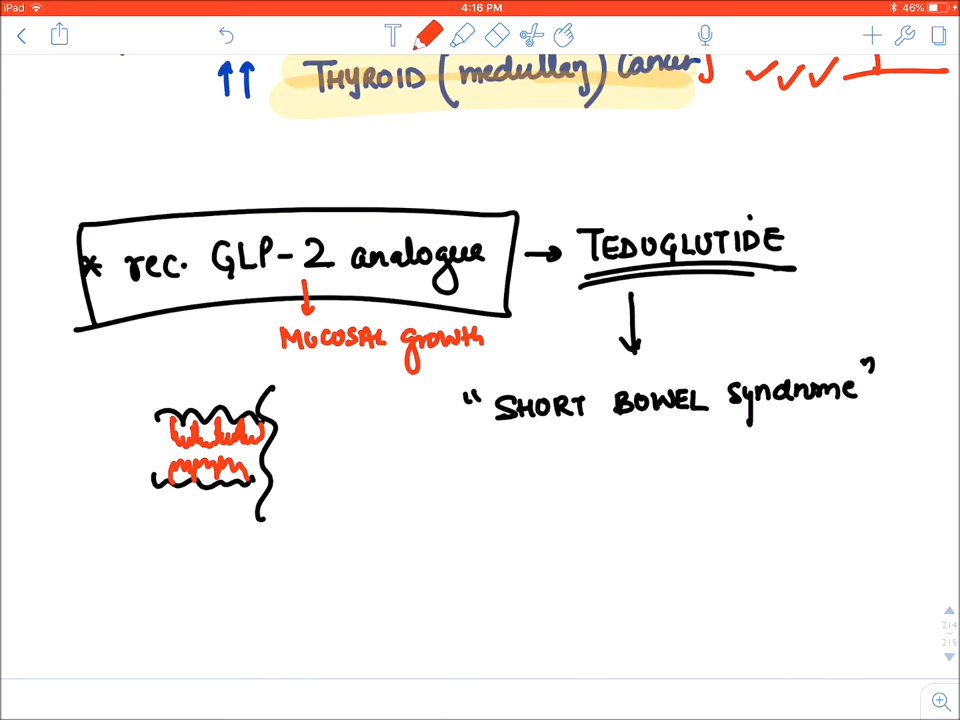 iPad 4:16 PM 46%
T
↑↑ THYROID (medullary) Cancer
* rec. GLP-2 analogue → TEDUGLUTIDE
↓
Mucosal growth
↓
"SHORT BOWEL Syndrome"
214
215